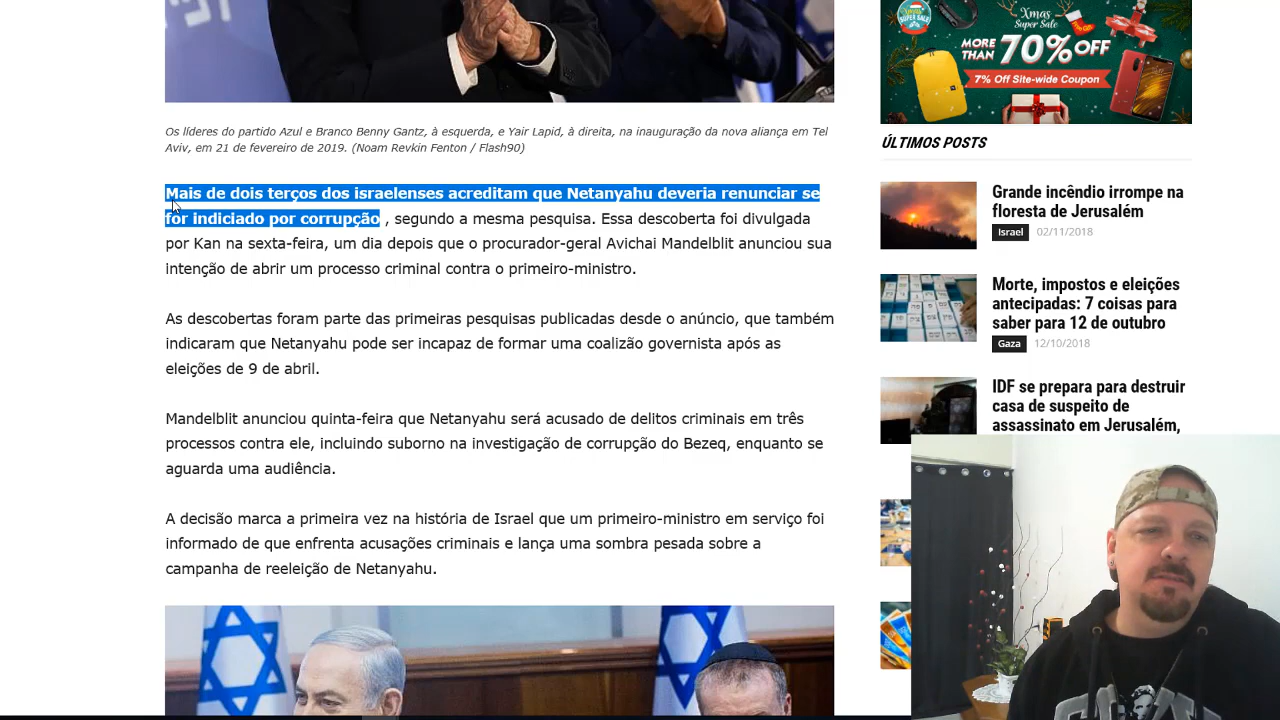 Xmas
SUPER SALE
Xmas
Super Sale
MORE
THAN 70% OFF
7% Off Site-wide Coupon
Os líderes do partido Azul e Branco Benny Gantz, à esquerda, e Yair Lapid, à direita, na inauguração da nova aliança em Tel
Aviv, em 21 de fevereiro de 2019. (Noam Revkin Fenton / Flash90)
Mais de dois terços dos israelenses acreditam que Netanyahu deveria renunciar se
for indiciado por corrupção , segundo a mesma pesquisa. Essa descoberta foi divulgada
por Kan na sexta-feira, um dia depois que o procurador-geral Avichai Mandelblit anunciou sua
intenção de abrir um processo criminal contra o primeiro-ministro.
As descobertas foram parte das primeiras pesquisas publicadas desde o anúncio, que também
indicaram que Netanyahu pode ser incapaz de formar uma coalizão governista após as
eleições de 9 de abril.
Mandelblit anunciou quinta-feira que Netanyahu será acusado de delitos criminais em três
processos contra ele, incluindo suborno na investigação de corrupção do Bezeq, enquanto se
aguarda uma audiência.
A decisão marca a primeira vez na história de Israel que um primeiro-ministro em serviço foi
informado de que enfrenta acusações criminais e lança uma sombra pesada sobre a
campanha de reeleição de Netanyahu.
ÚLTIMOS POSTS
Grande incêndio irrompe na
floresta de Jerusalém
Israel 02/11/2018
Morte, impostos e eleições
antecipadas: 7 coisas para
saber para 12 de outubro
Gaza 12/10/2018
IDF se prepara para destruir
casa de suspeito de
assassinato em Jerusalém,